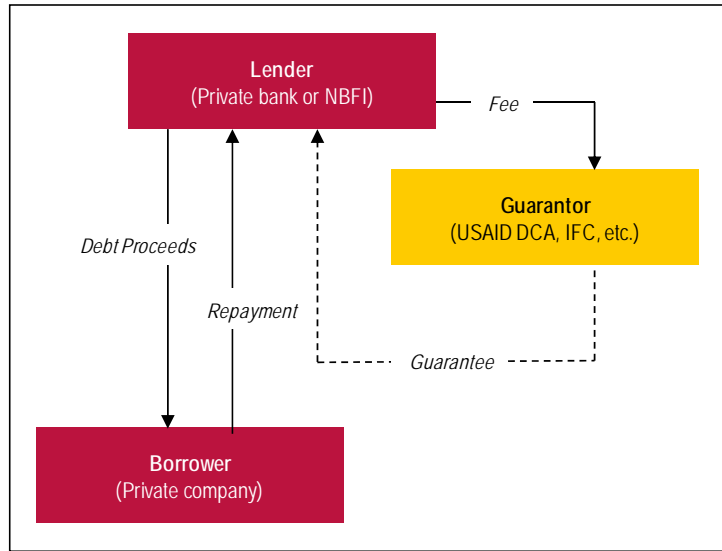 Lender
(Private bank or NBFI)
Fee
Guarantor
(USAID DCA, IFC, etc.)
Debt Proceeds
Repayment
Guarantee
Borrower
(Private company)